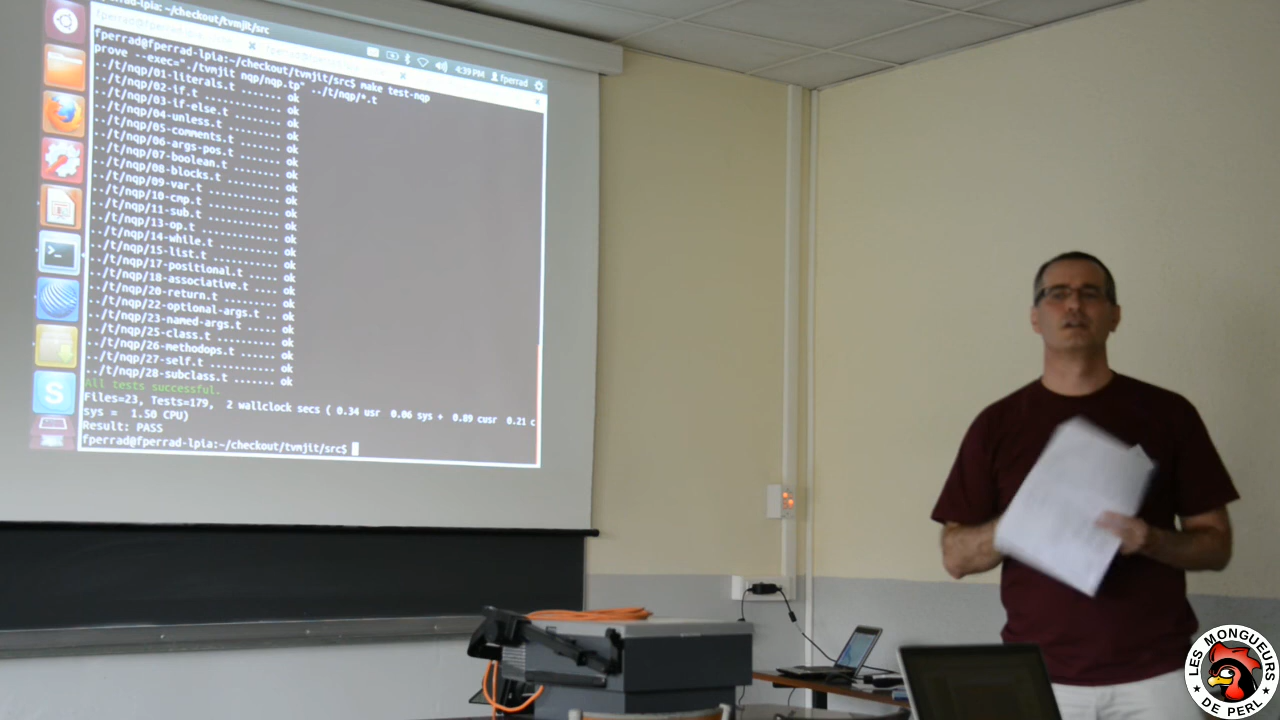 fperrad-lpia: ~/checkout/tvmjit/src
4:39 PM fperrad
fperrad@fperrad-lpia:~/checkout/tvmjit/src$ make test-nqp
prove --exec="./tvmjit nqp/nqp.tp" ../t/nqp/*.t
../t/nqp/01-literals.t ....... ok
../t/nqp/02-if.t ............. ok
../t/nqp/03-if-else.t ........ ok
../t/nqp/04-unless.t ......... ok
../t/nqp/05-comments.t ....... ok
../t/nqp/06-args-pos.t ....... ok
../t/nqp/07-boolean.t ........ ok
../t/nqp/08-blocks.t ......... ok
../t/nqp/09-var.t ............ ok
../t/nqp/10-cmp.t ............ ok
../t/nqp/11-sub.t ............ ok
../t/nqp/13-op.t ............. ok
../t/nqp/14-while.t .......... ok
../t/nqp/15-list.t ........... ok
../t/nqp/17-positional.t ..... ok
../t/nqp/18-associative.t .... ok
../t/nqp/20-return.t ......... ok
../t/nqp/22-optional-args.t .. ok
../t/nqp/23-named-args.t ..... ok
../t/nqp/25-class.t .......... ok
../t/nqp/26-methodops.t ...... ok
../t/nqp/27-self.t ........... ok
../t/nqp/28-subclass.t ....... ok
All tests successful.
Files=23, Tests=179,  2 wallclock secs ( 0.34 usr  0.06 sys +  0.89 cusr  0.21 c
sys =  1.50 CPU)
Result: PASS
fperrad@fperrad-lpia:~/checkout/tvmjit/src$
LES MONGUEURS
DE PERL